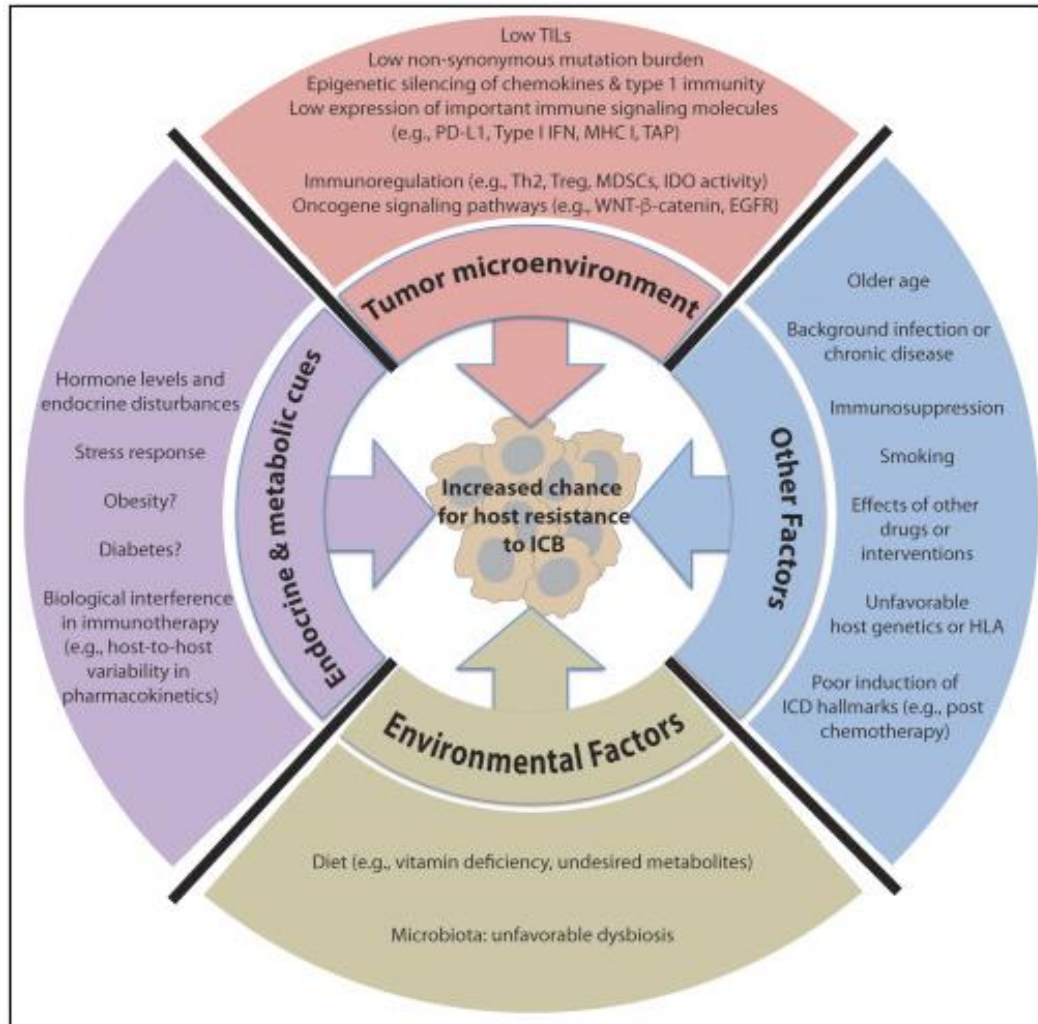 Low TILs
Low non-synonymous mutation burden
Epigenetic silencing of chemokines & type 1 immunity
Low expression of important immune signaling molecules
(e.g., PD-L1, Type I IFN, MHC I, TAP)
Immunoregulation (e.g., Th2, Treg, MDSCs, IDO activity)
Oncogene signaling pathways (e.g., WNT-β-catenin, EGFR)
Tumor microenvironment
Hormone levels and
endocrine disturbances
Stress response
Obesity?
Diabetes?
Biological interference
in immunotherapy
(e.g., host-to-host
variability in
pharmacokinetics)
Endocrine & metabolic cues
Increased chance
for host resistance
to ICB
Other Factors
Older age
Background infection or
chronic disease
Immunosuppression
Smoking
Effects of other
drugs or
interventions
Unfavorable
host genetics or HLA
Poor induction of
ICD hallmarks (e.g., post
chemotherapy)
Environmental Factors
Diet (e.g., vitamin deficiency, undesired metabolites)
Microbiota: unfavorable dysbiosis